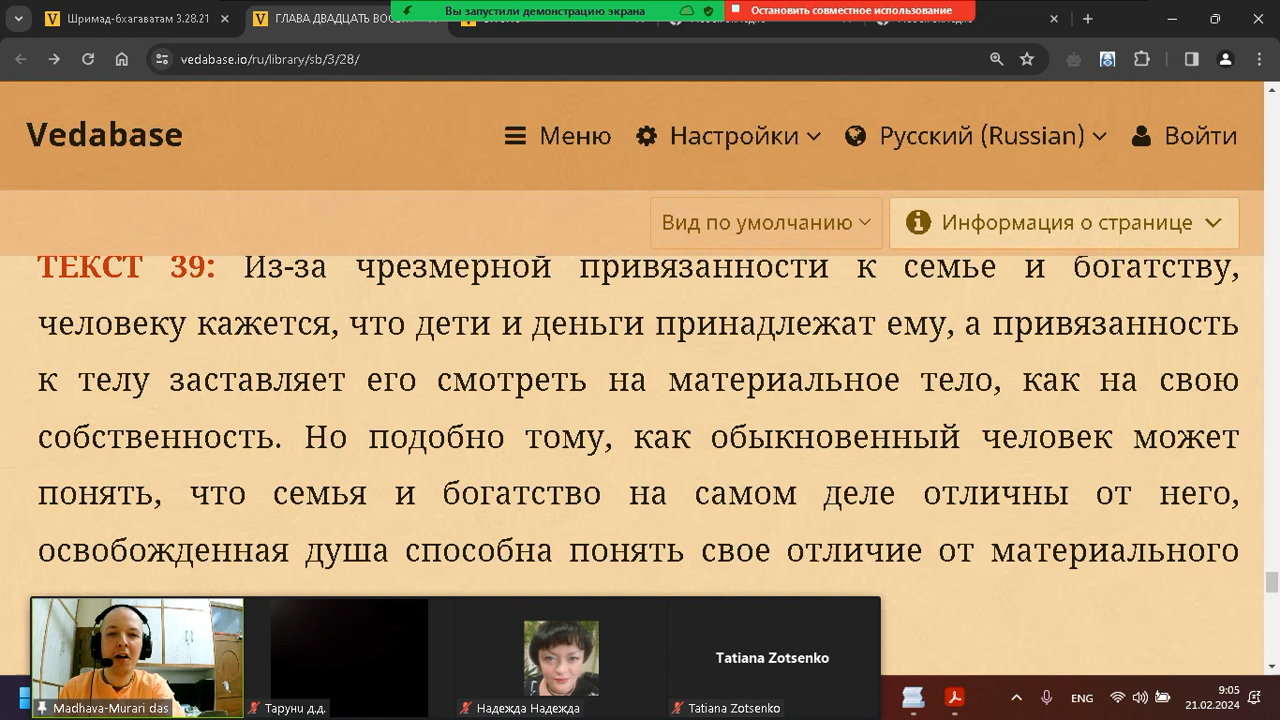 Шримад-бхагаватам 3.28.21
ГЛАВА ДВАДЦАТЬ
Вы запустили демонстрацию экрана
Остановить совместное использование
vedabase.io/ru/library/sb/3/28/
Vedabase
Меню
Настройки
Русский (Russian)
Войти
Вид по умолчанию
Информация о странице
ТЕКСТ 39: Из-за чрезмерной привязанности к семье и богатству,
человеку кажется, что дети и деньги принадлежат ему, а привязанность
к телу заставляет его смотреть на материальное тело, как на свою
собственность. Но подобно тому, как обыкновенный человек может
понять, что семья и богатство на самом деле отличны от него,
освобожденная душа способна понять свое отличие от материального
Tatiana Zotsenko
Madhava-Murari das
Таруни д.д.
Надежда Надежда
Tatiana Zotsenko
ENG
9:05
21.02.2024